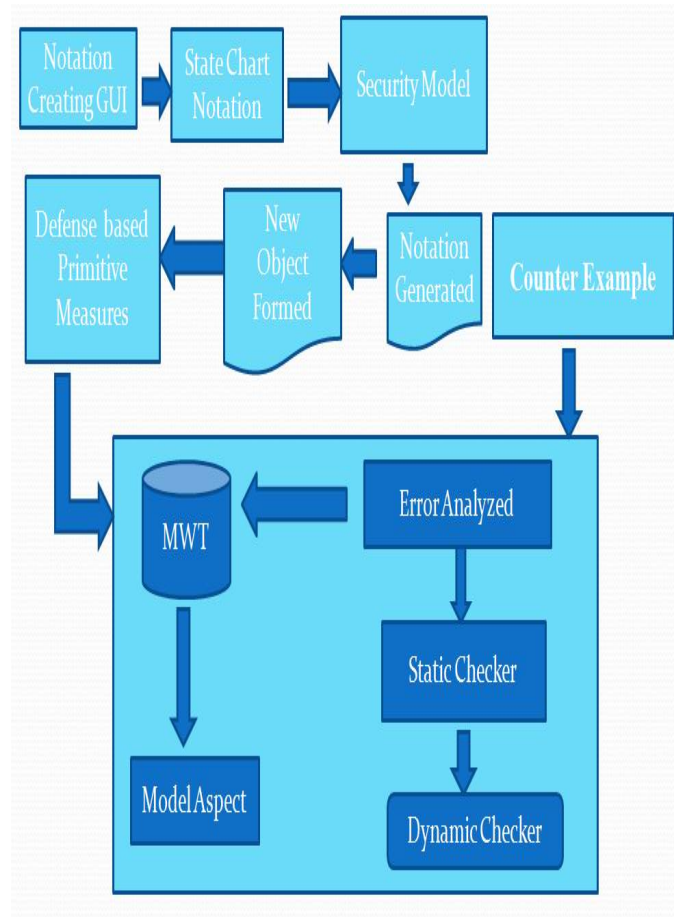 Notation
Creating GUI
State Chart
Notation
Security Model
Defense based
Primitive
Measures
New
Object
Formed
Notation
Generated
Counter Example
MWT
Error Analyzed
Static Checker
Model Aspect
Dynamic Checker